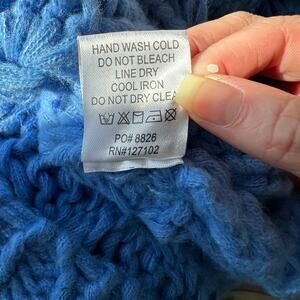 HAND WASH COLD
DO NOT BLEACH
LINE DRY
COOL IRON
DO NOT DRY CLEA
PO# 8826
RN#127102